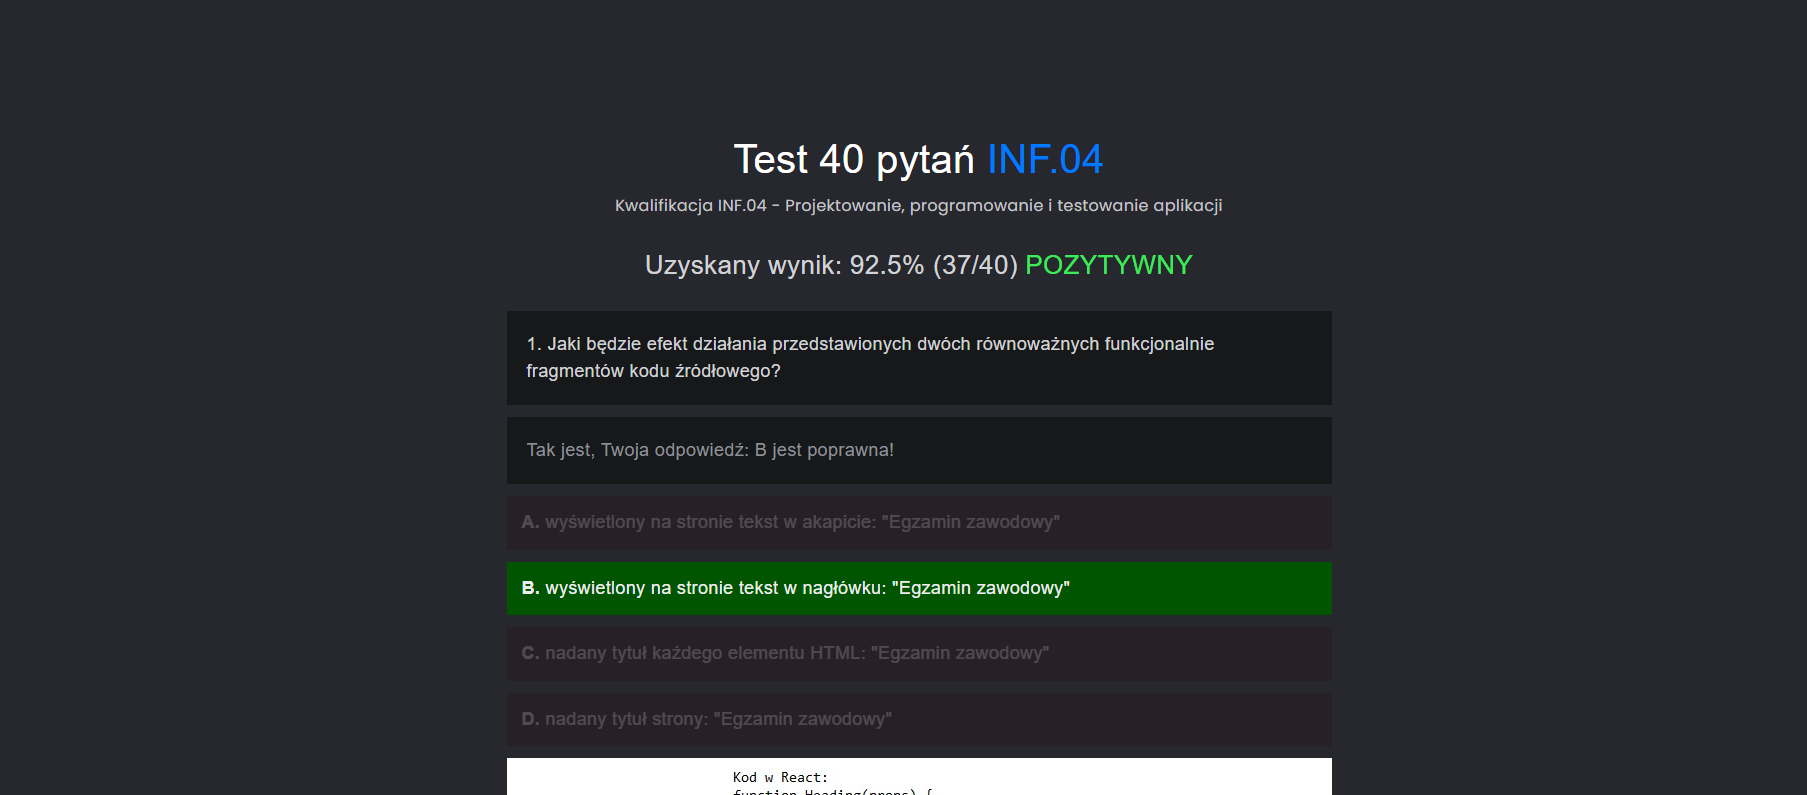 Test 40 pytań INF.04
Kwalifikacja INF.04 - Projektowanie, programowanie i testowanie aplikacji
Uzyskany wynik: 92.5% (37/40) POZYTYWNY
1. Jaki będzie efekt działania przedstawionych dwóch równoważnych funkcjonalnie
fragmentów kodu źródłowego?
Tak jest, Twoja odpowiedź: B jest poprawna!
A. wyświetlony na stronie tekst w akapicie: "Egzamin zawodowy"
B. wyświetlony na stronie tekst w nagłówku: "Egzamin zawodowy"
C. nadany tytuł każdego elementu HTML: "Egzamin zawodowy"
D. nadany tytuł strony: "Egzamin zawodowy"
Kod w React:
function Heading(props) {